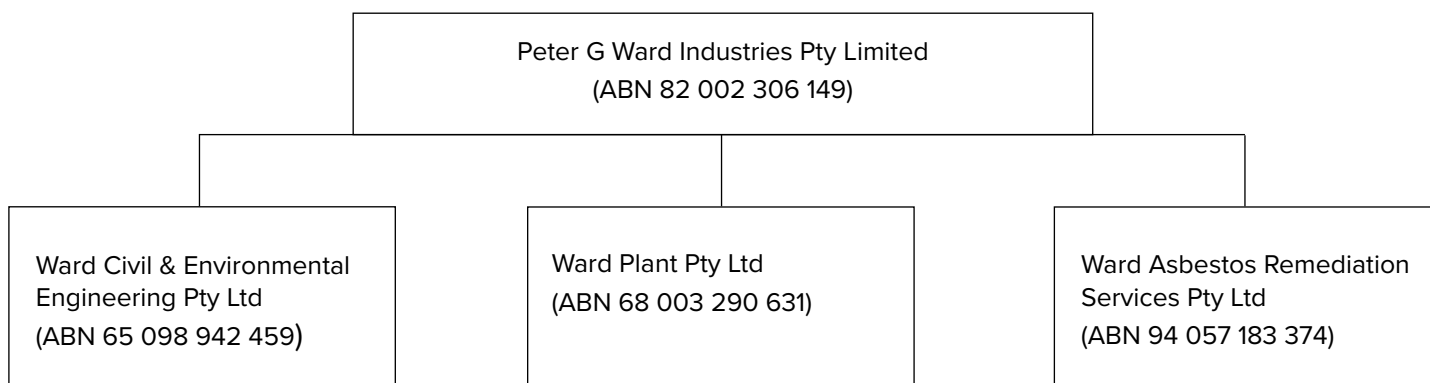 Peter G Ward Industries Pty Limited
(ABN 82 002 306 149)
Ward Civil & Environmental
Engineering Pty Ltd
(ABN 65 098 942 459)
Ward Plant Pty Ltd
(ABN 68 003 290 631)
Ward Asbestos Remediation
Services Pty Ltd
(ABN 94 057 183 374)